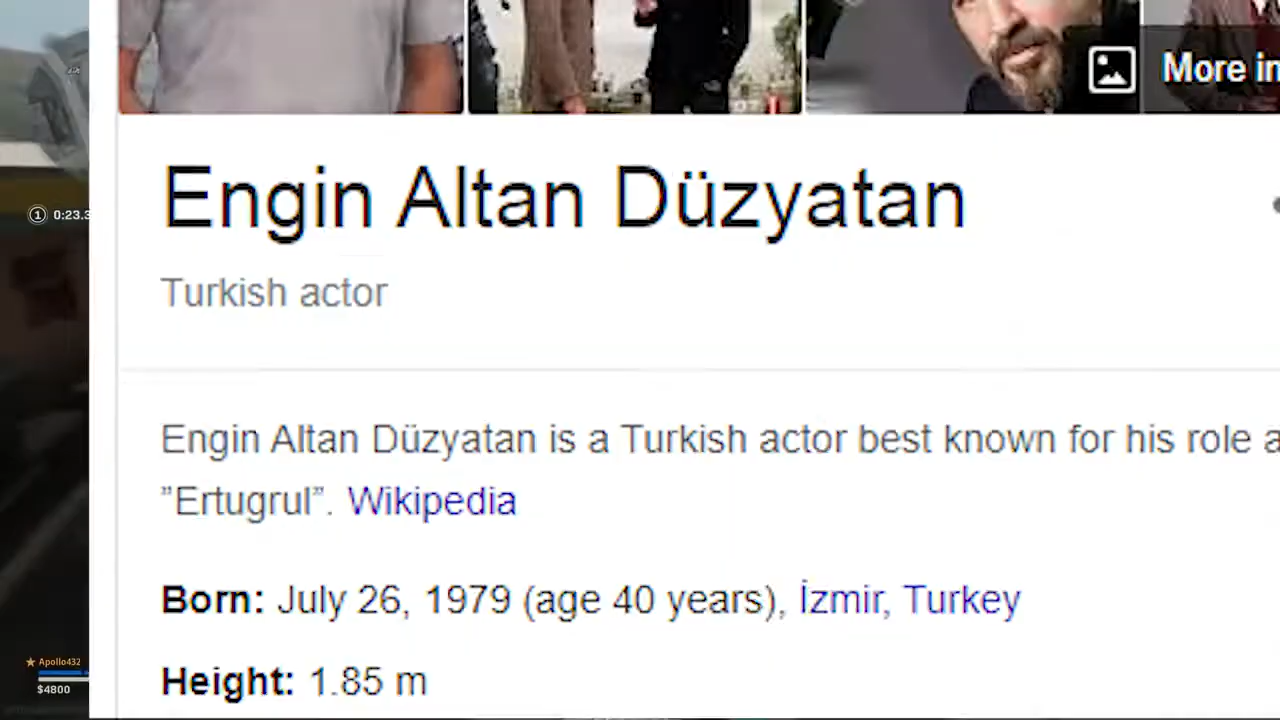 More in
Engin Altan Düzyatan
Turkish actor
Engin Altan Düzyatan is a Turkish actor best known for his role a
”Ertugrul”. Wikipedia
Born: July 26, 1979 (age 40 years), İzmir, Turkey
Height: 1.85 m
1 0:23.3
Apollo432
$4800